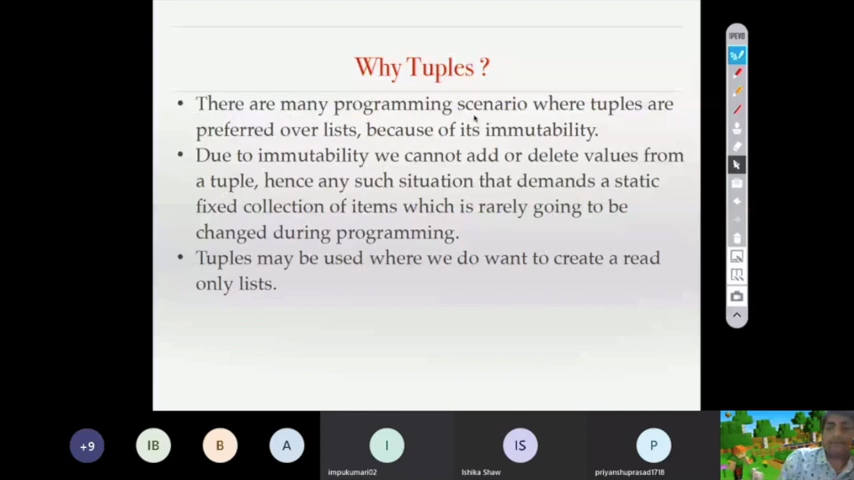 Why Tuples ?
• There are many programming scenario where tuples are
preferred over lists, because of its immutability.
• Due to immutability we cannot add or delete values from
a tuple, hence any such situation that demands a static
fixed collection of items which is rarely going to be
changed during programming.
• Tuples may be used where we do want to create a read
only lists.
IPEVO
+9
IB
B
A
I
IS
P
impukumari02
Ishika Shaw
priyanshuprasad1718